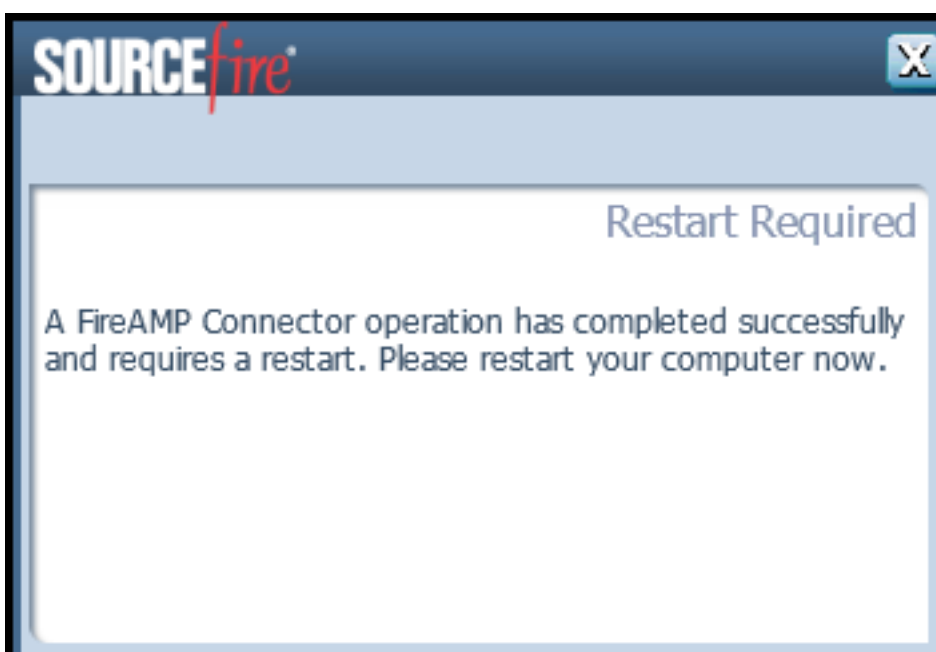 SOURCEfire®
X
Restart Required
A FireAMP Connector operation has completed successfully
and requires a restart. Please restart your computer now.